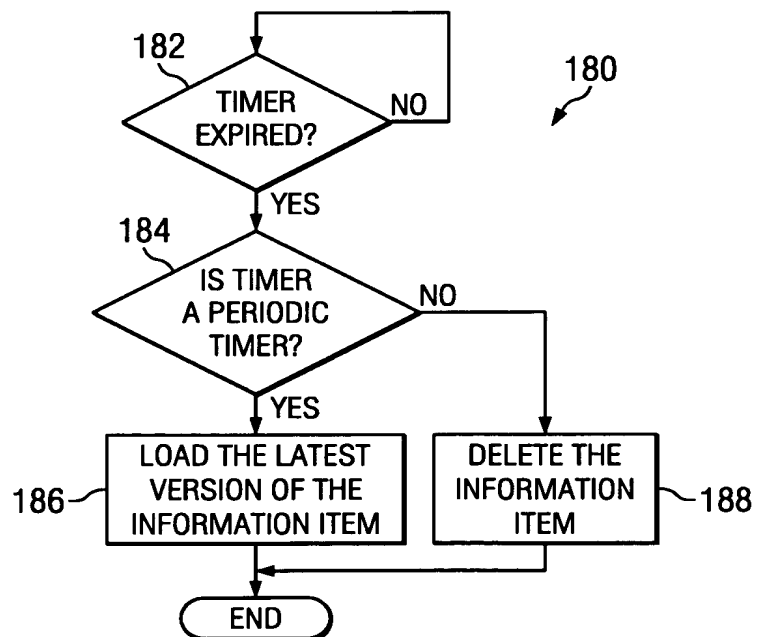 182
180
TIMER
EXPIRED?
NO
YES
184
IS TIMER
A PERIODIC
TIMER?
NO
YES
LOAD THE LATEST
VERSION OF THE
INFORMATION ITEM
186
DELETE THE
INFORMATION
ITEM
188
END